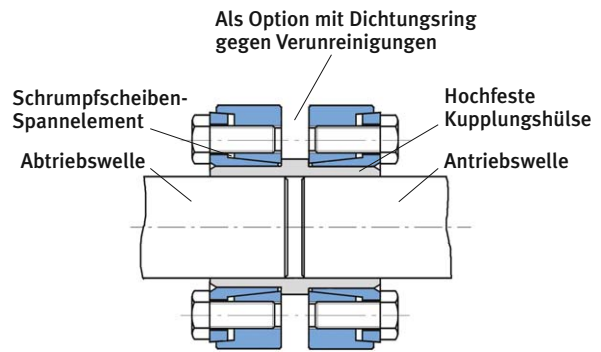 Als Option mit Dichtungsring
gegen Verunreinigungen
Schrumpfscheiben-
Spannelement
Hochfeste
Kupplungshülse
Abtriebswelle
Antriebswelle